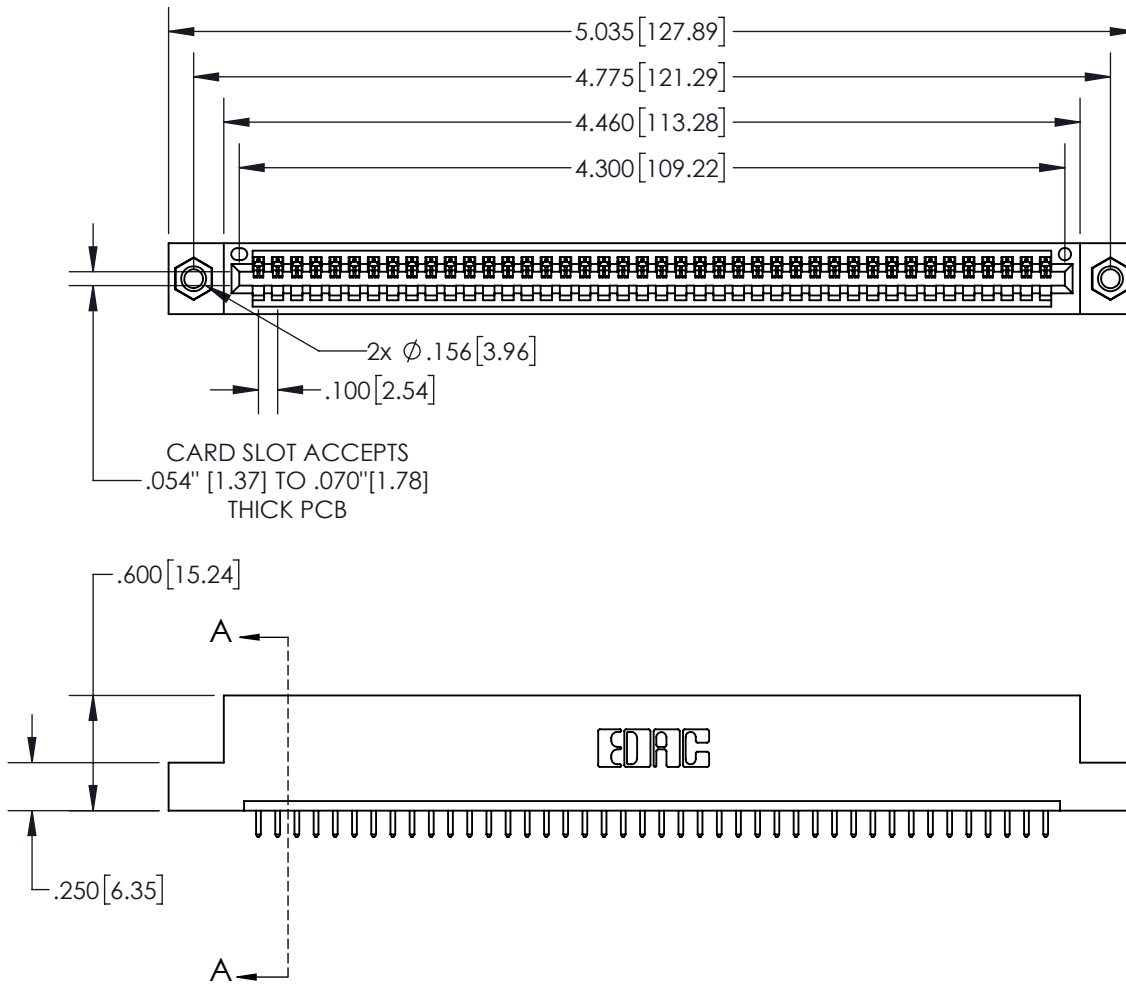 5.035[127.89]
4.775[121.29]
4.460[113.28]
4.300[109.22]
2x Ø.156[3.96]
.100[2.54]
CARD SLOT ACCEPTS
.054" [1.37] TO .070"[1.78]
THICK PCB
.600[15.24]
A
EDAC
.250[6.35]
A